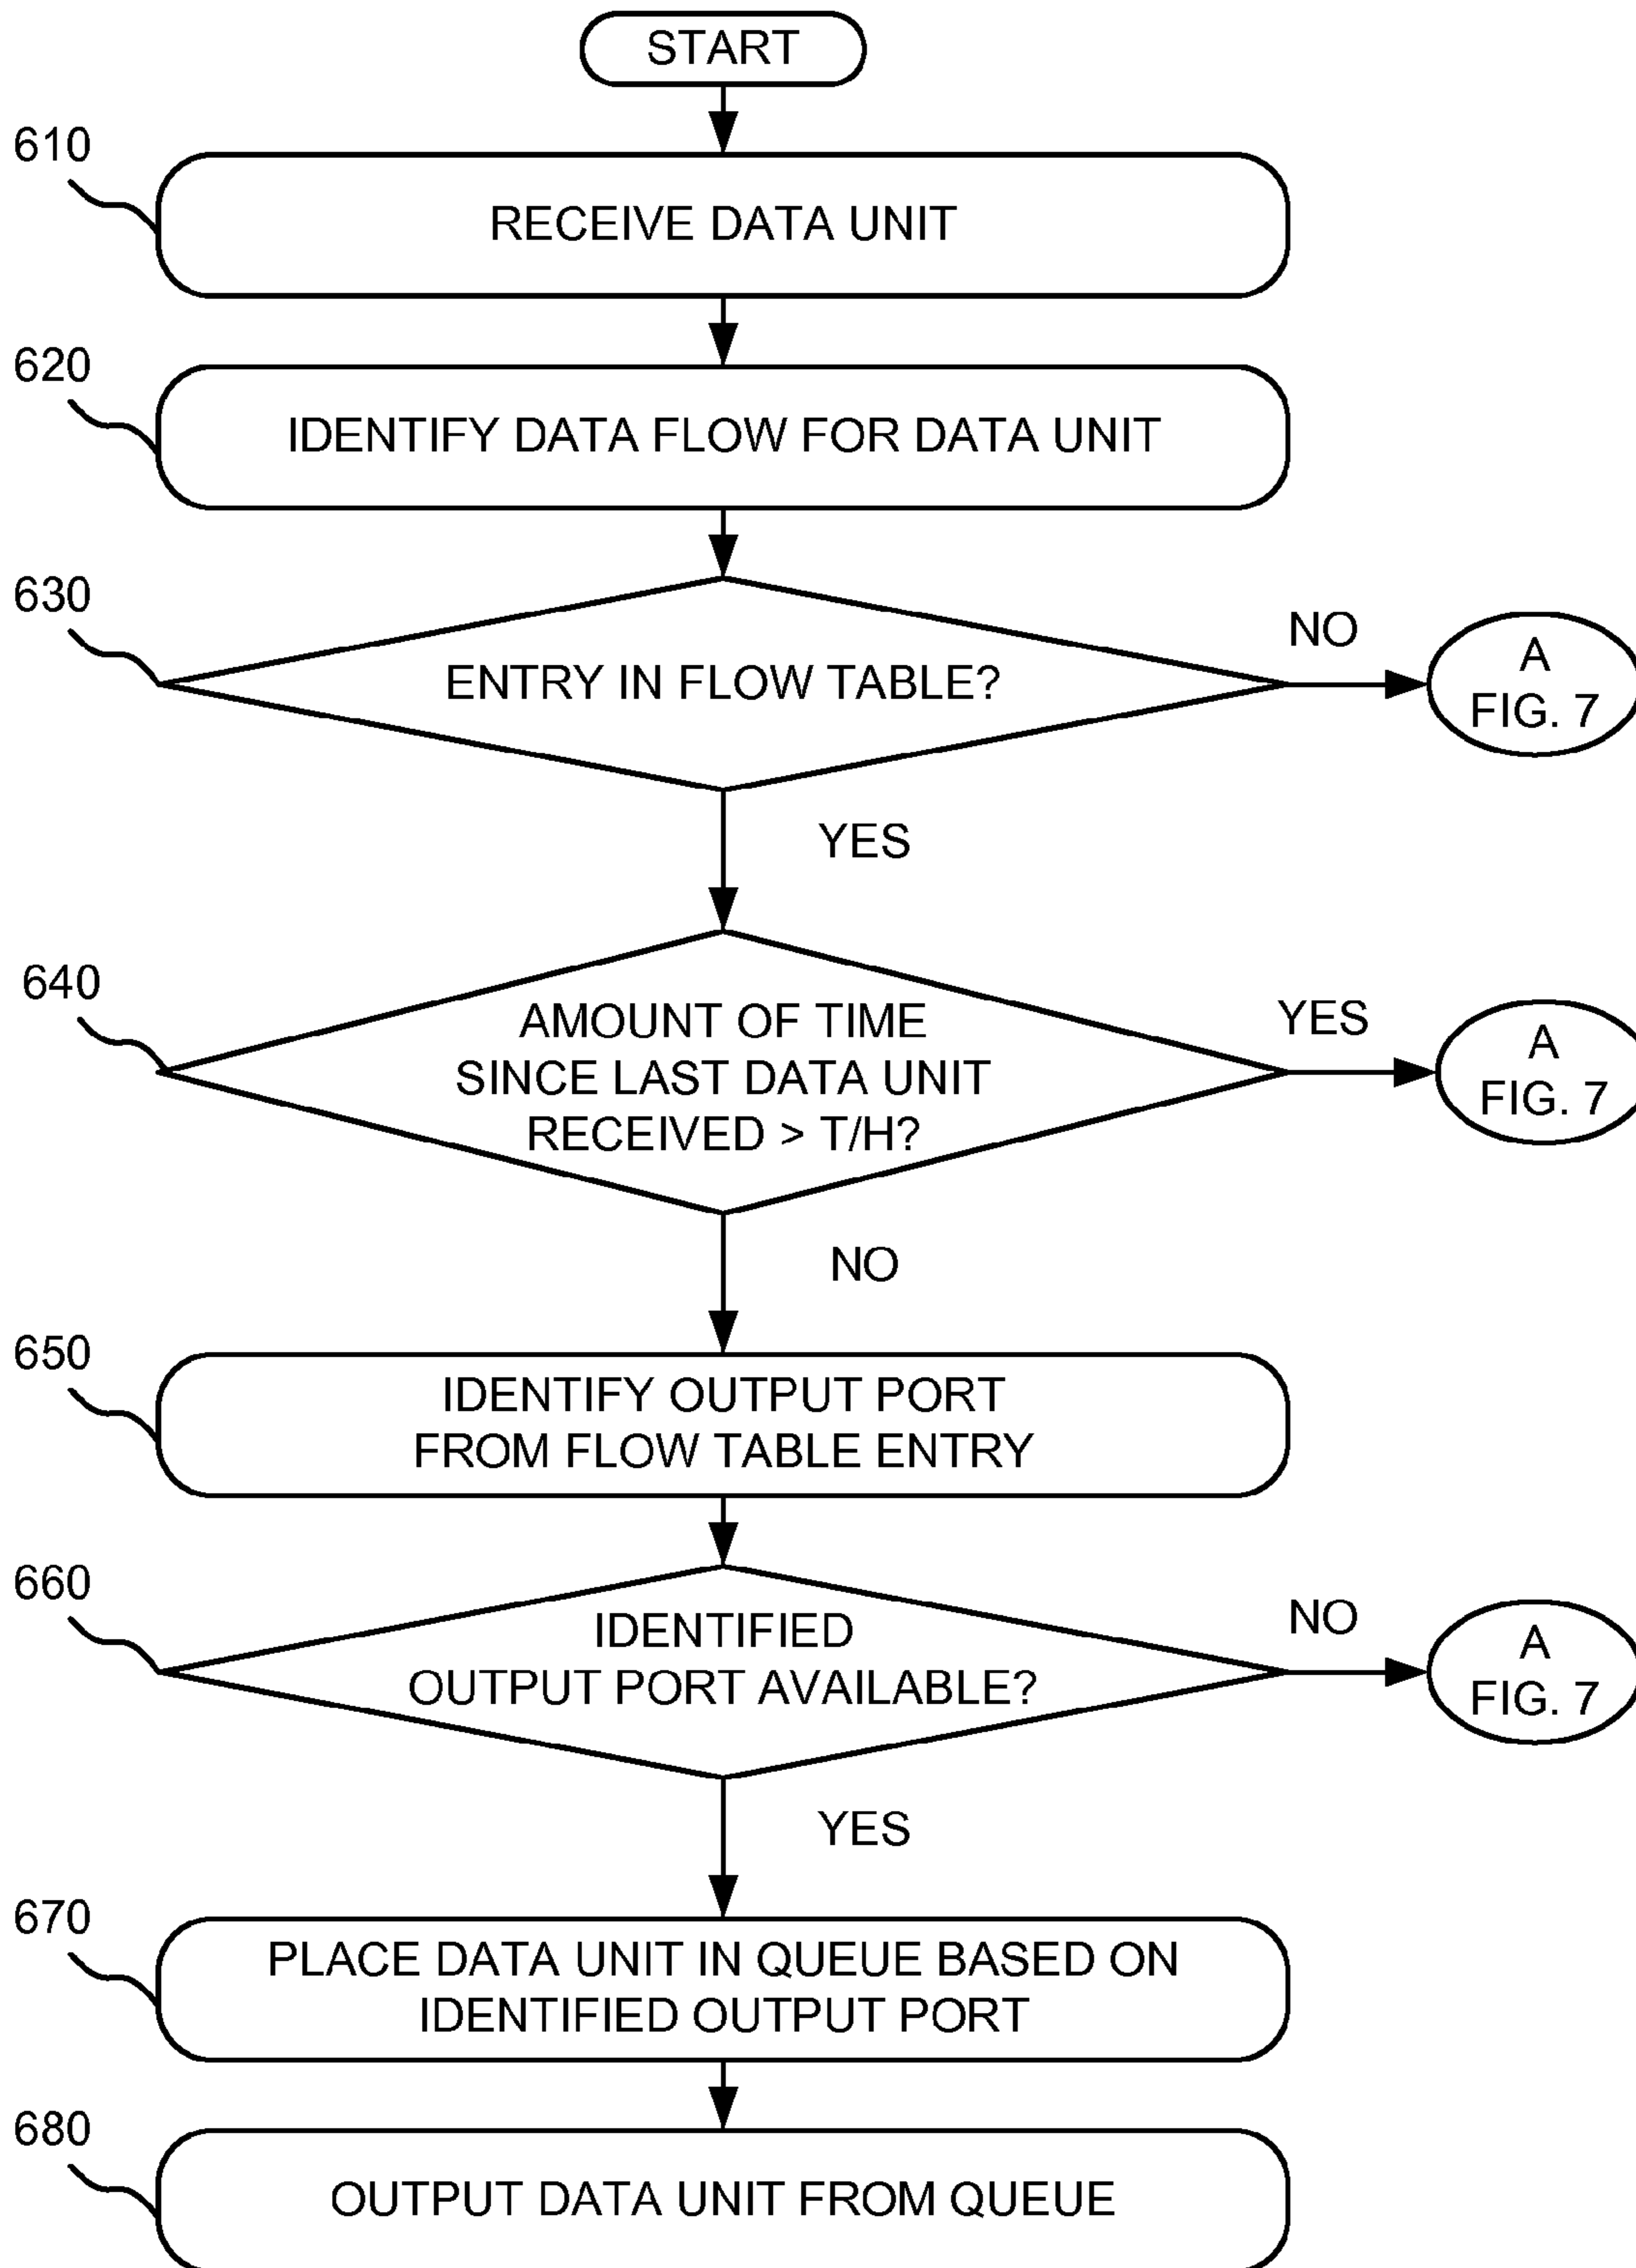 START
610
RECEIVE DATA UNIT
620
IDENTIFY DATA FLOW FOR DATA UNIT
630
ENTRY IN FLOW TABLE?
NO
A
FIG. 7
YES
640
AMOUNT OF TIME
SINCE LAST DATA UNIT
RECEIVED > T/H?
YES
A
FIG. 7
NO
650
IDENTIFY OUTPUT PORT
FROM FLOW TABLE ENTRY
660
IDENTIFIED
OUTPUT PORT AVAILABLE?
NO
A
FIG. 7
YES
670
PLACE DATA UNIT IN QUEUE BASED ON
IDENTIFIED OUTPUT PORT
680
OUTPUT DATA UNIT FROM QUEUE